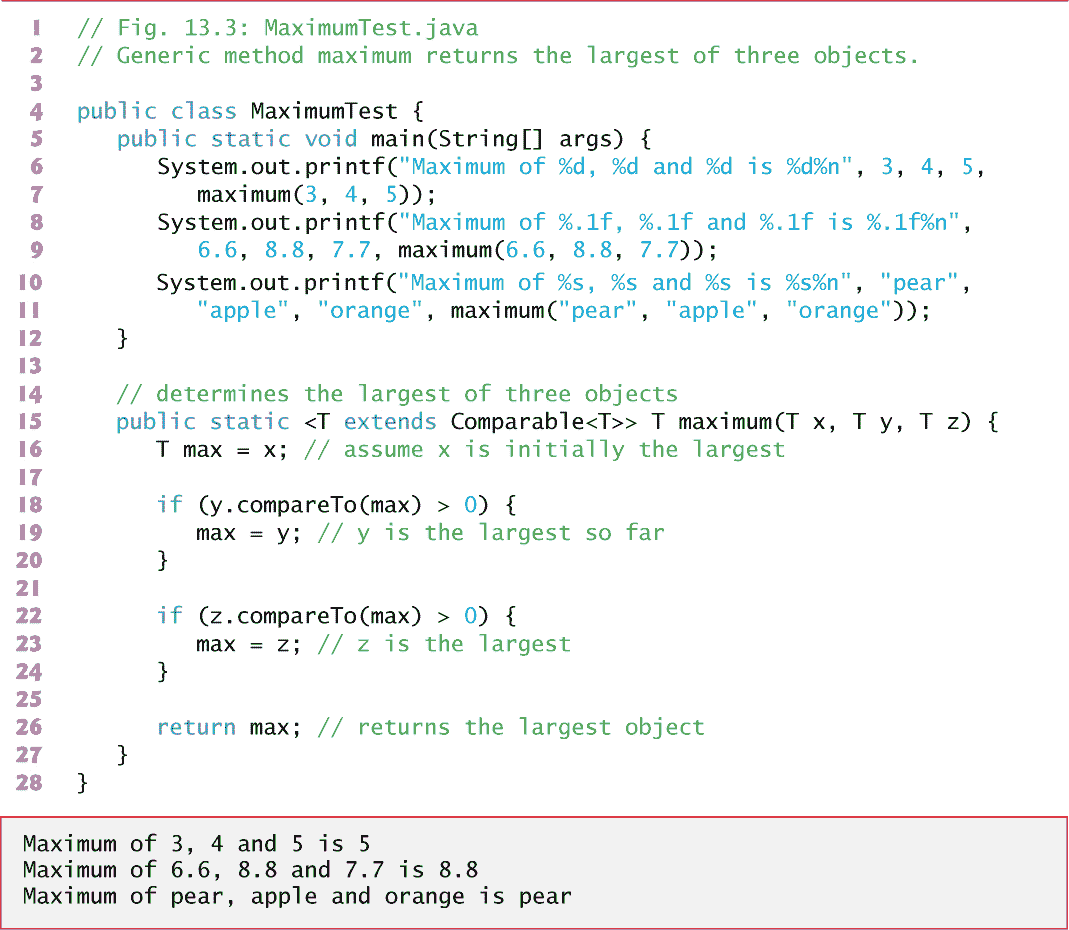 1 // Fig. 13.3: MaximumTest.java
2 // Generic method maximum returns the largest of three objects.
3
4 public class MaximumTest {
5    public static void main(String[] args) {
6       System.out.printf("Maximum of %d, %d and %d is %d%n", 3, 4, 5,
7          maximum(3, 4, 5));
8       System.out.printf("Maximum of %.1f, %.1f and %.1f is %.1f%n",
9          6.6, 8.8, 7.7, maximum(6.6, 8.8, 7.7));
10       System.out.printf("Maximum of %s, %s and %s is %s%n", "pear",
11          "apple", "orange", maximum("pear", "apple", "orange"));
12    }
13
14    // determines the largest of three objects
15    public static <T extends Comparable<T>> T maximum(T x, T y, T z) {
16       T max = x; // assume x is initially the largest
17
18       if (y.compareTo(max) > 0) {
19          max = y; // y is the largest so far
20       }
21
22       if (z.compareTo(max) > 0) {
23          max = z; // z is the largest
24       }
25
26       return max; // returns the largest object
27    }
28 }
Maximum of 3, 4 and 5 is 5
Maximum of 6.6, 8.8 and 7.7 is 8.8
Maximum of pear, apple and orange is pear